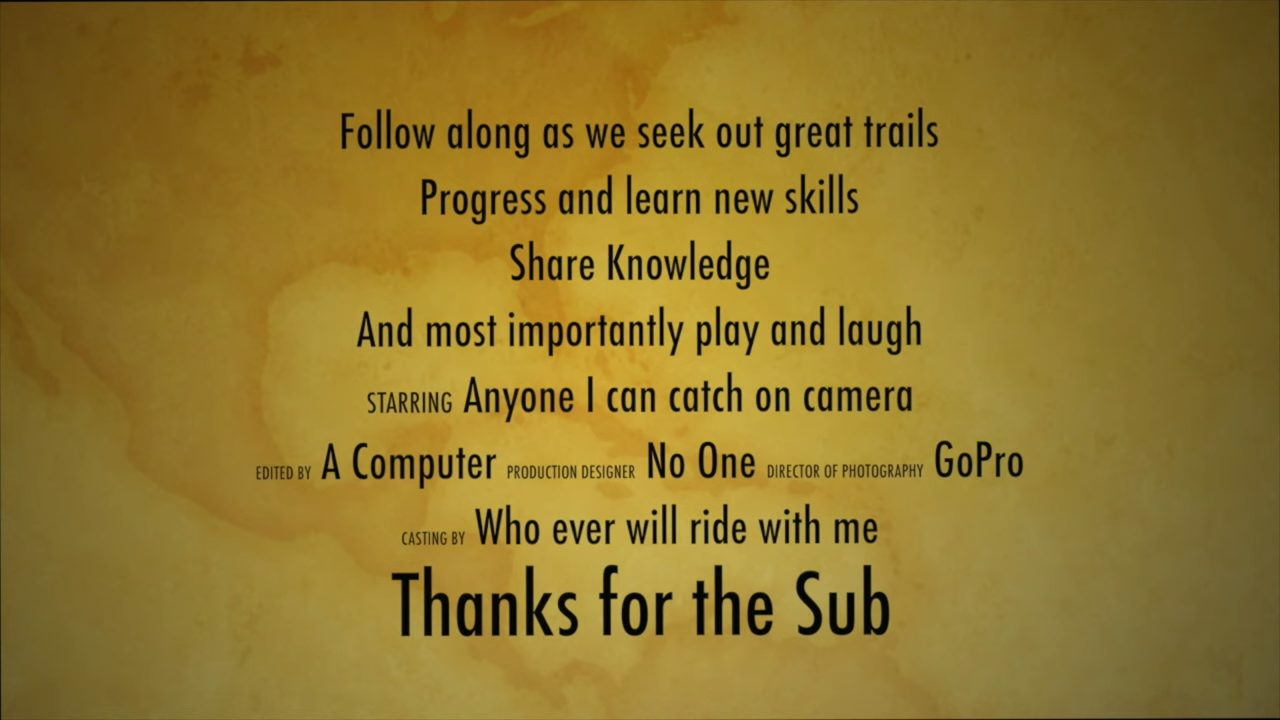 Follow along as we seek out great trails
Progress and learn new skills
Share Knowledge
And most importantly play and laugh
STARRING Anyone I can catch on camera
EDITED BY A Computer PRODUCTION DESIGNER No One DIRECTOR OF PHOTOGRAPHY GoPro
CASTING BY Who ever will ride with me
Thanks for the Sub